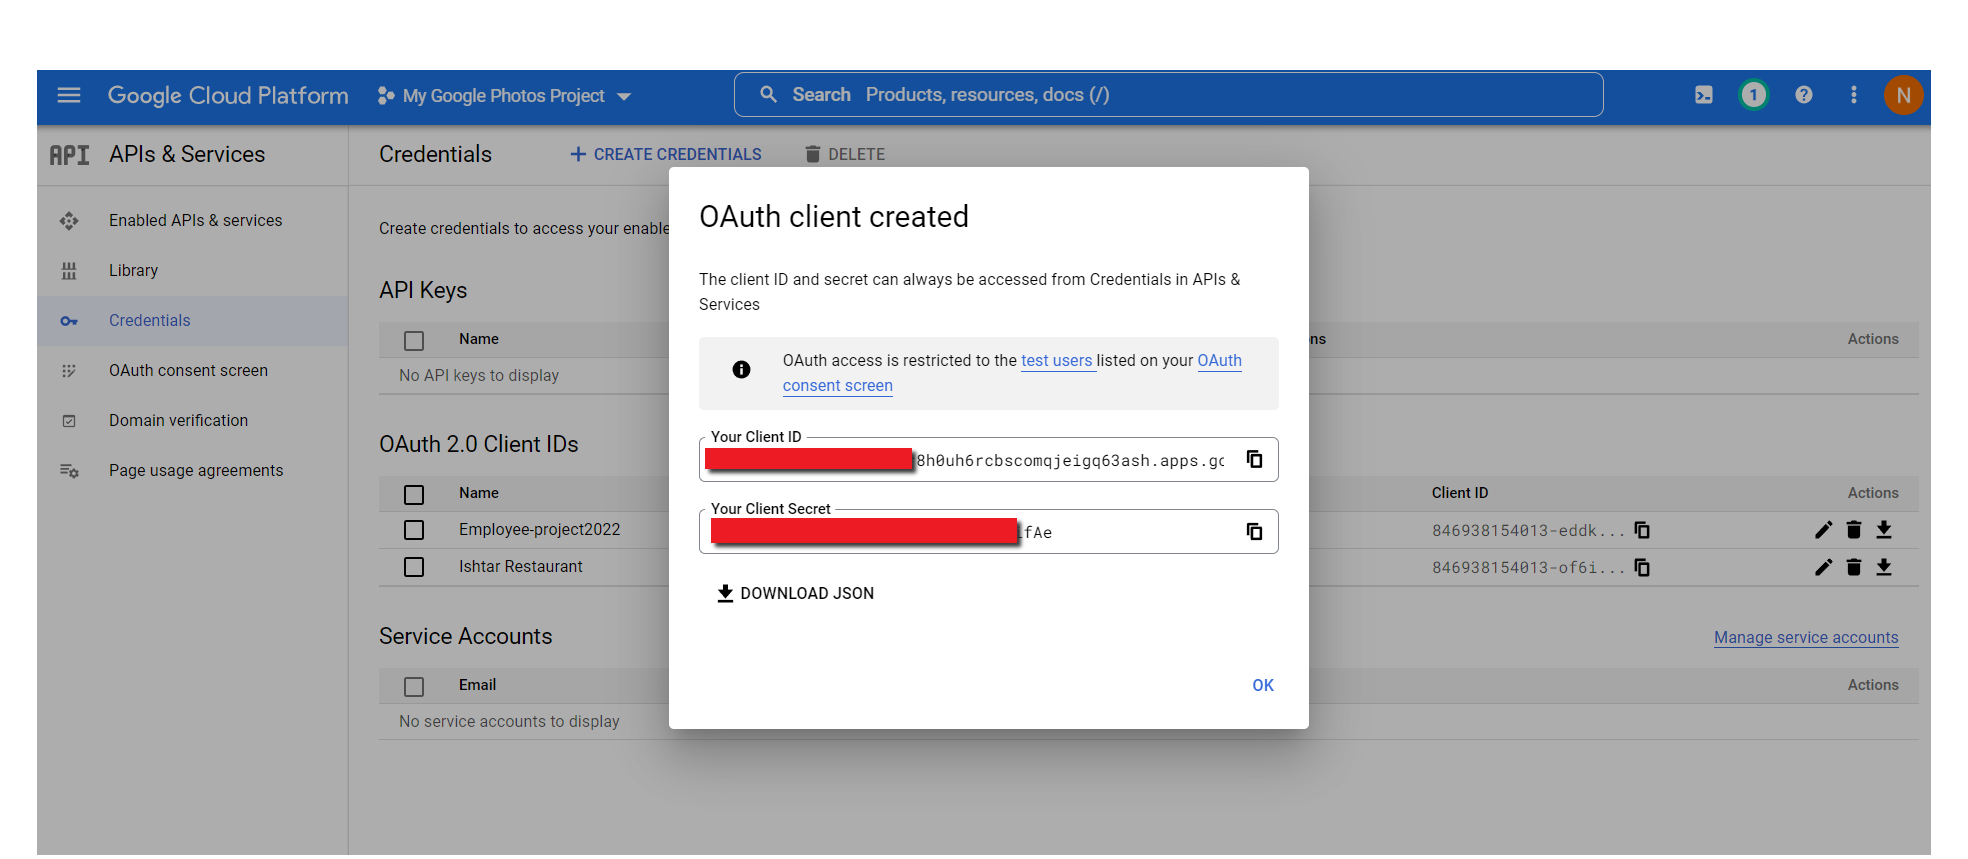 Google Cloud Platform
My Google Photos Project
Search Products, resources, docs (/)
1
N
API
APIs & Services
Credentials
CREATE CREDENTIALS
DELETE
Enabled APIs & services
Library
Credentials
OAuth consent screen
Domain verification
Page usage agreements
Create credentials to access your enable
API Keys
Name
ns
Actions
No API keys to display
OAuth 2.0 Client IDs
Name
Client ID
Actions
Employee-project2022
846938154013-eddk...
Ishtar Restaurant
846938154013-of6i...
Service Accounts
Manage service accounts
Email
Actions
No service accounts to display
OAuth client created
The client ID and secret can always be accessed from Credentials in APIs &
Services
OAuth access is restricted to the test users listed on your OAuth
consent screen
Your Client ID
8h0uh6rcbscomqjeigq63ash.apps.go
Your Client Secret
fAe
DOWNLOAD JSON
OK